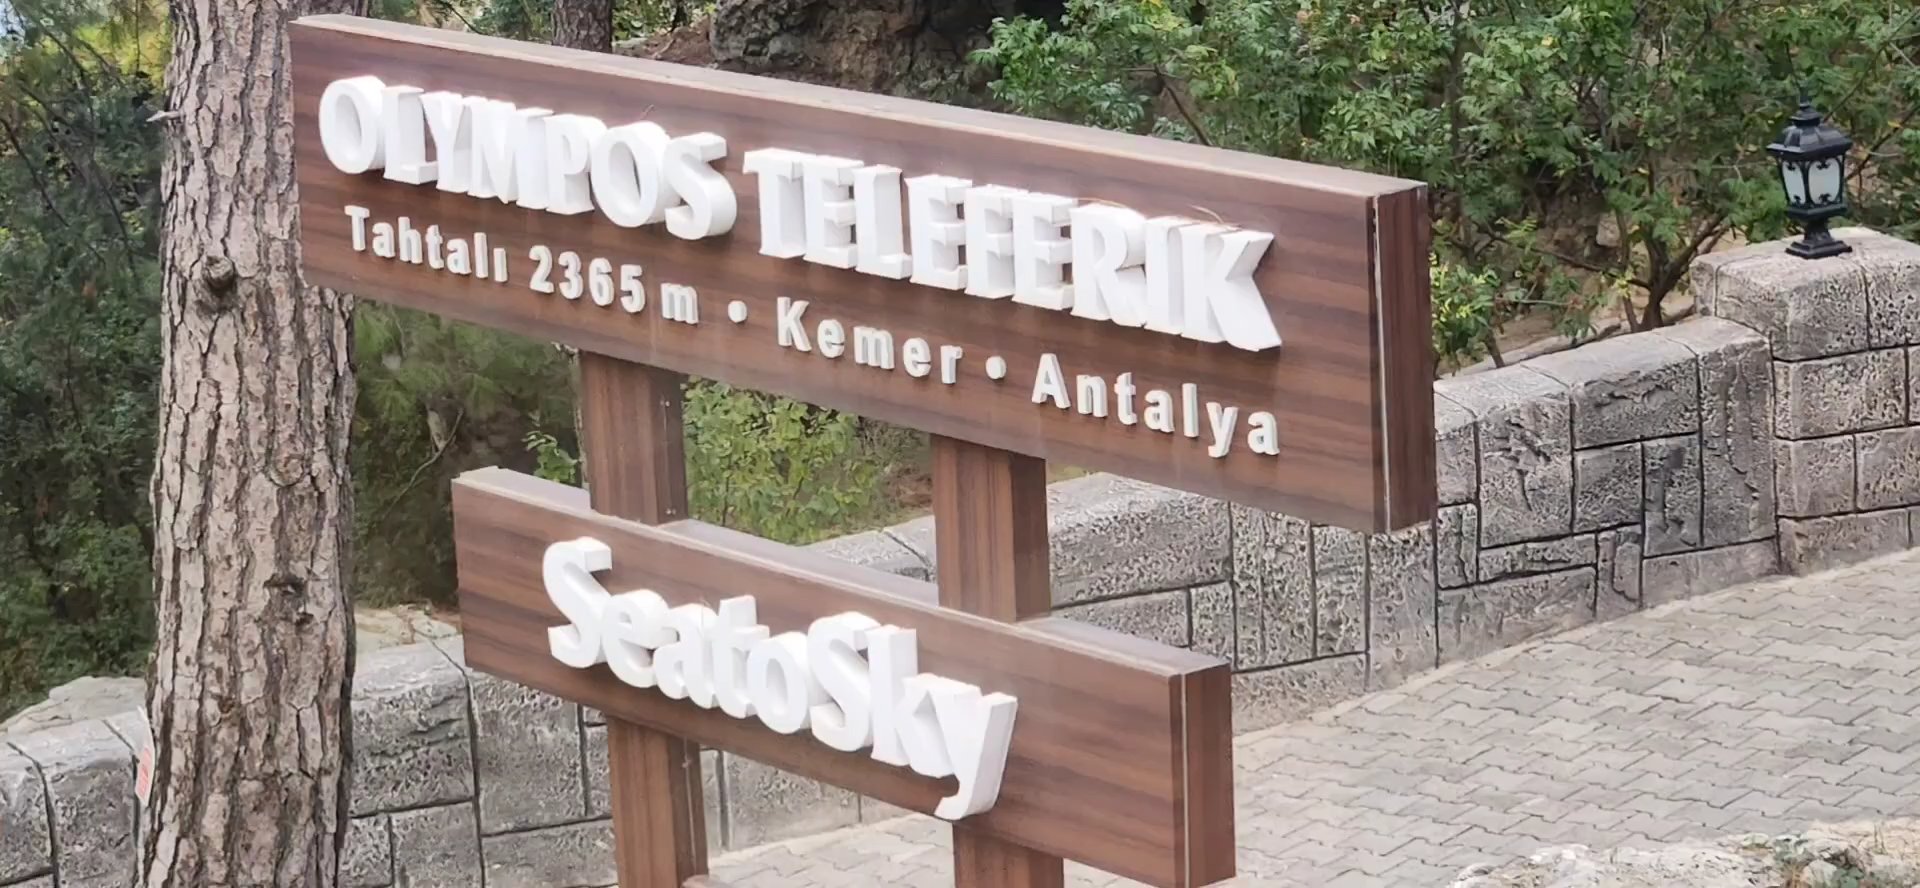 OLYMPOS TELEFERIK
Tahtalı 2365 m • Kemer • Antalya
SeatoSky